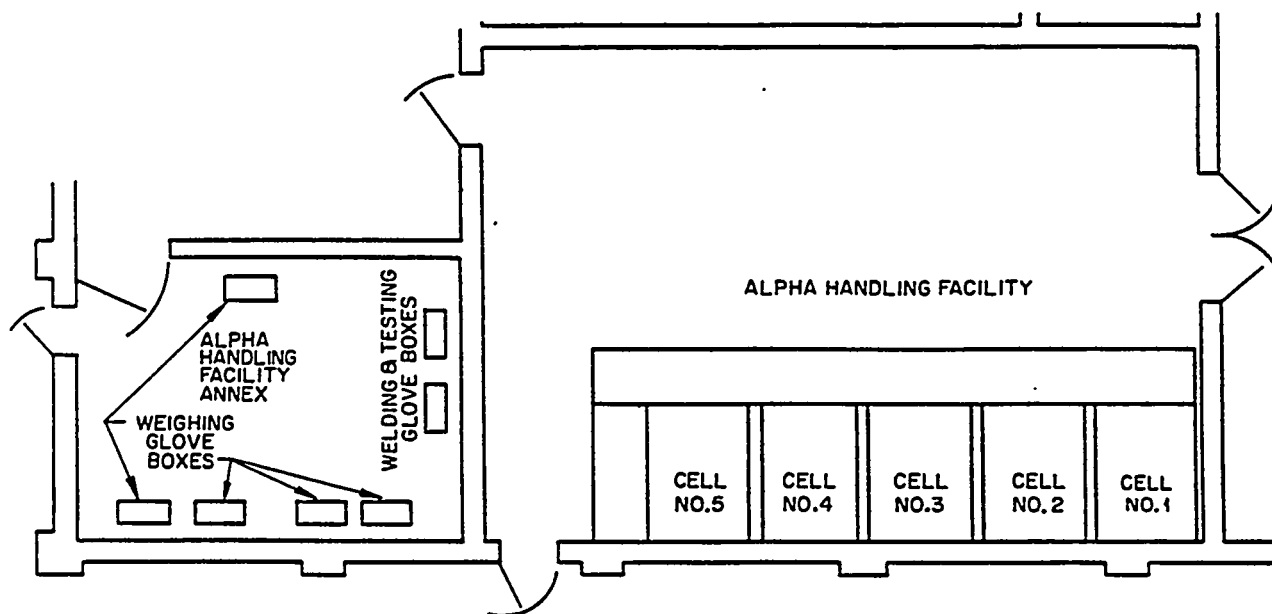 ALPHA HANDLING FACILITY
ALPHA
HANDLING
FACILITY
ANNEX
WELDING & TESTING
GLOVE BOXES
WEIGHING
GLOVE
BOXES
CELL
NO.5
CELL
NO.4
CELL
NO.3
CELL
NO.2
CELL
NO.1